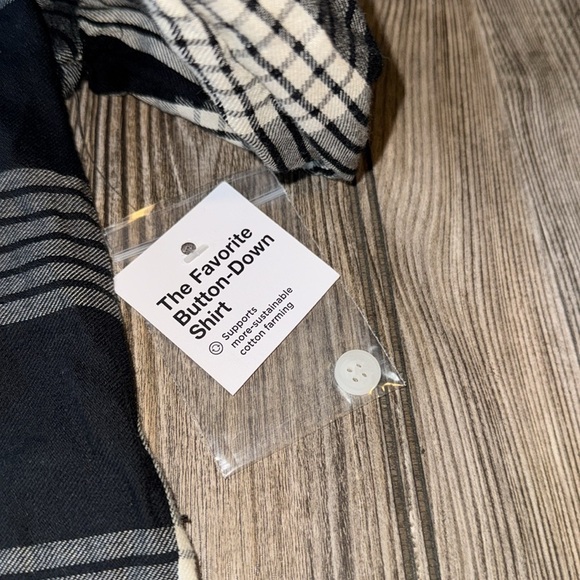 The Favorite
Button-Down
Shirt
Supports
more-sustainable
cotton farming